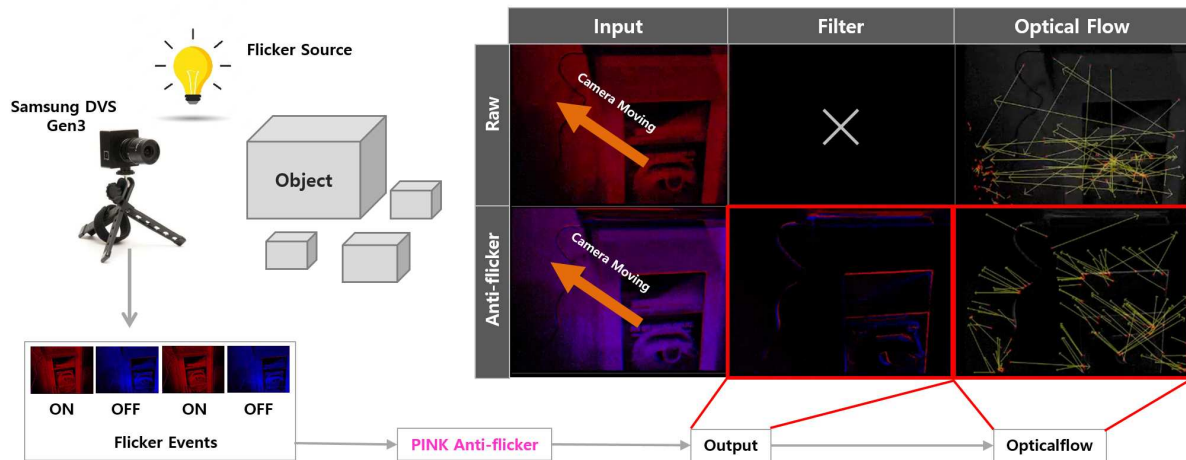 Flicker Source
Samsung DVS
Gen3
Object
ON OFF ON OFF
Flicker Events
PINK Anti-flicker
Output
Opticalflow
Input Filter Optical Flow
Raw
Camera Moving
Anti-flicker
Camera Moving